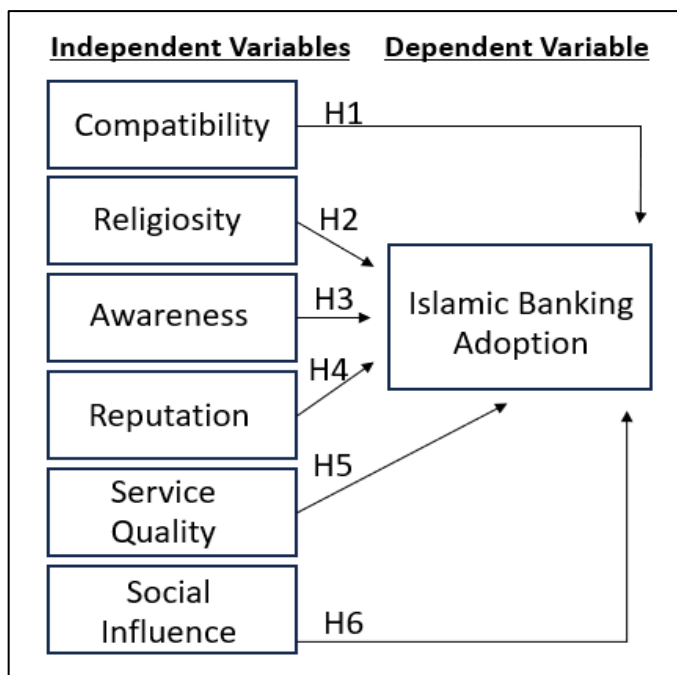 Independent Variables
Dependent Variable
Compatibility
H1
Religiosity
H2
Awareness
H3
Islamic Banking
Adoption
Reputation
H4
Service
Quality
H5
Social
Influence
H6